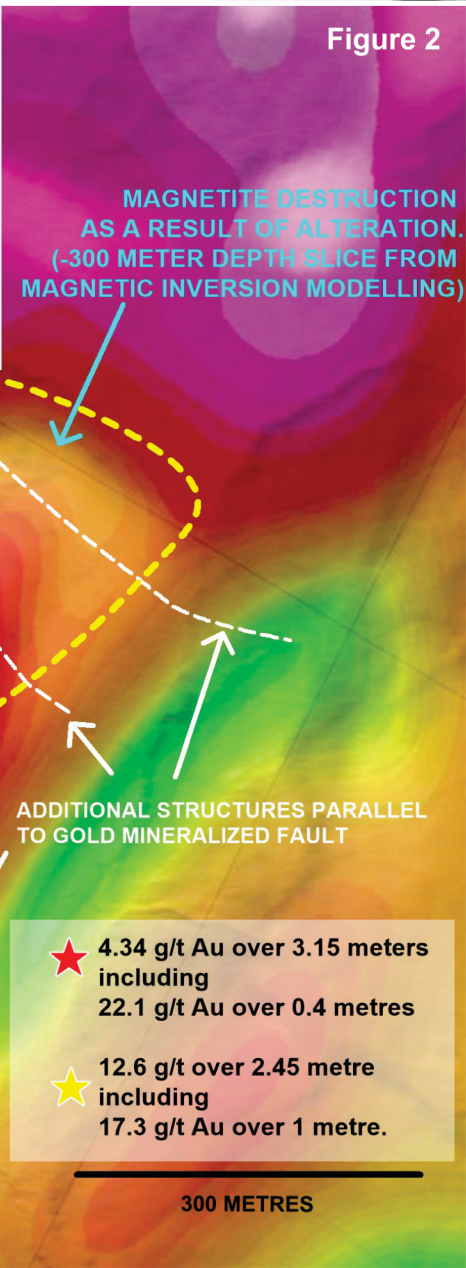 Figure 2
MAGNETITE DESTRUCTION
AS A RESULT OF ALTERATION.
(-300 METER DEPTH SLICE FROM
MAGNETIC INVERSION MODELLING)
ADDITIONAL STRUCTURES PARALLEL
TO GOLD MINERALIZED FAULT
4.34 g/t Au over 3.15 meters
including
22.1 g/t Au over 0.4 metres
12.6 g/t over 2.45 metre
including
17.3 g/t Au over 1 metre.
300 METRES